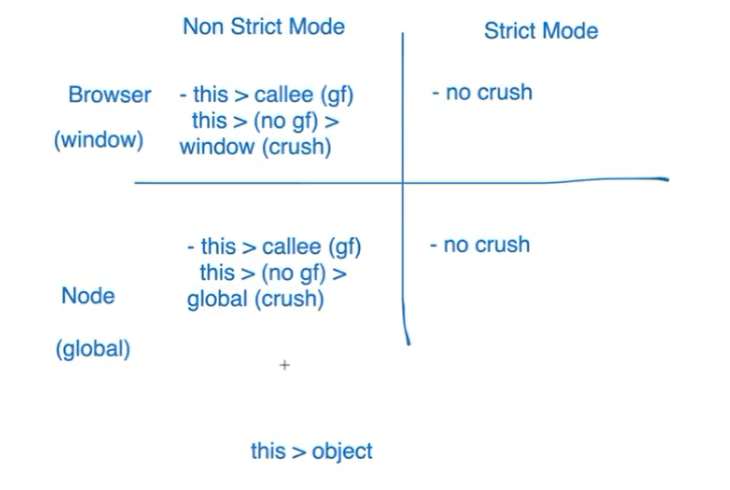 Non Strict Mode
Strict Mode
Browser
(window)
- this > callee (gf)
this > (no gf) >
window (crush)
- no crush
Node
(global)
- this > callee (gf)
this > (no gf) >
global (crush)
- no crush
this > object